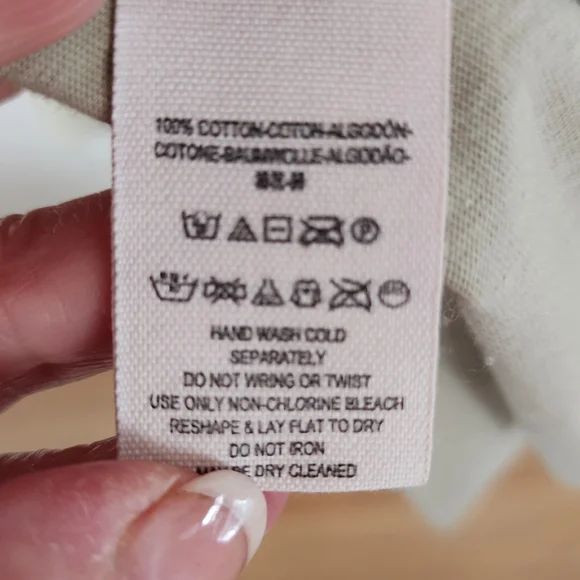 100% COTTON-COTON-ALGODÓN-
COTONE-BAUMWOLLE-ALGODÃO-
HAND WASH COLD
SEPARATELY
DO NOT WRING OR TWIST
USE ONLY NON-CHLORINE BLEACH
RESHAPE & LAY FLAT TO DRY
DO NOT IRON
DRY CLEANED